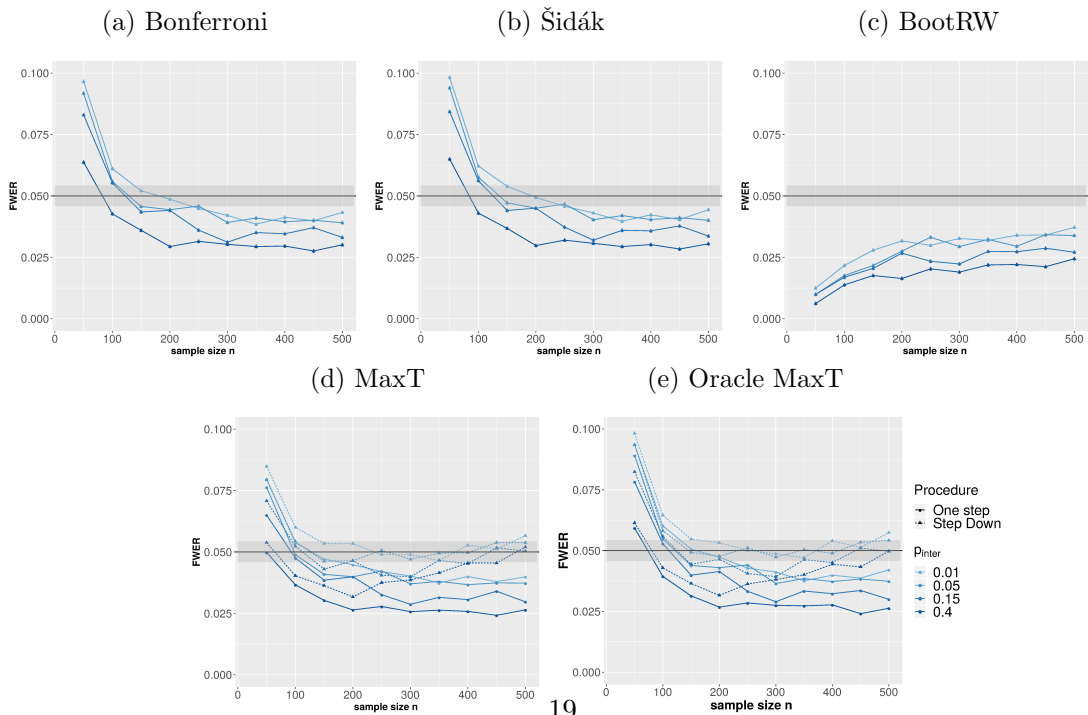 (a) Bonferroni
(b) Šidák
(c) BootRW
0.100
0.075
0.050
0.025
0.000
FWER
0 100 200 300 400 500
sample size n
0.100
0.075
0.050
0.025
0.000
FWER
0 100 200 300 400 500
sample size n
0.100
0.075
0.050
0.025
0.000
FWER
0 100 200 300 400 500
sample size n
(d) MaxT
(e) Oracle MaxT
0.100
0.075
0.050
0.025
0.000
FWER
0 100 200 300 400 500
sample size n
0.100
0.075
0.050
0.025
0.000
FWER
0 100 200 300 400 500
sample size n
Procedure
One step
Step Down
pinter
0.01
0.05
0.15
0.4
19